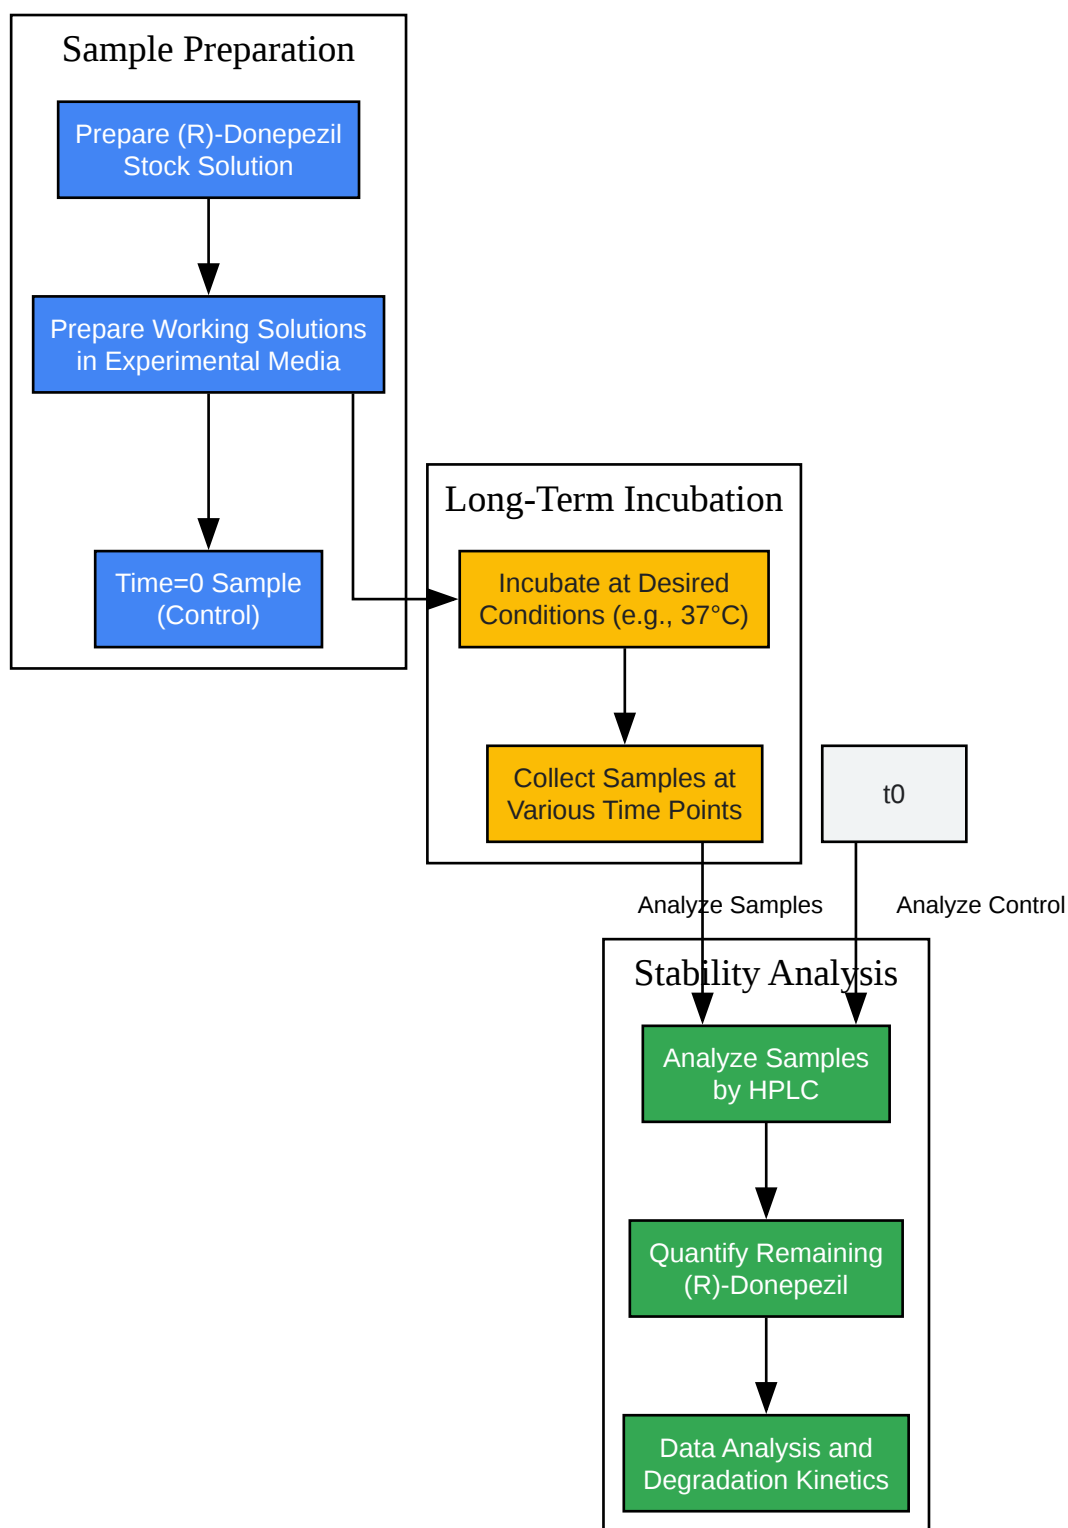 Sample Preparation
Prepare (R)-Donepezil
Stock Solution
Prepare Working Solutions
in Experimental Media
Time=0 Sample
(Control)
Long-Term Incubation
Incubate at Desired
Conditions (e.g., 37°C)
Collect Samples at
Various Time Points
t0
Analyze Samples
Analyze Control
Stability Analysis
Analyze Samples
by HPLC
Quantify Remaining
(R)-Donepezil
Data Analysis and
Degradation Kinetics